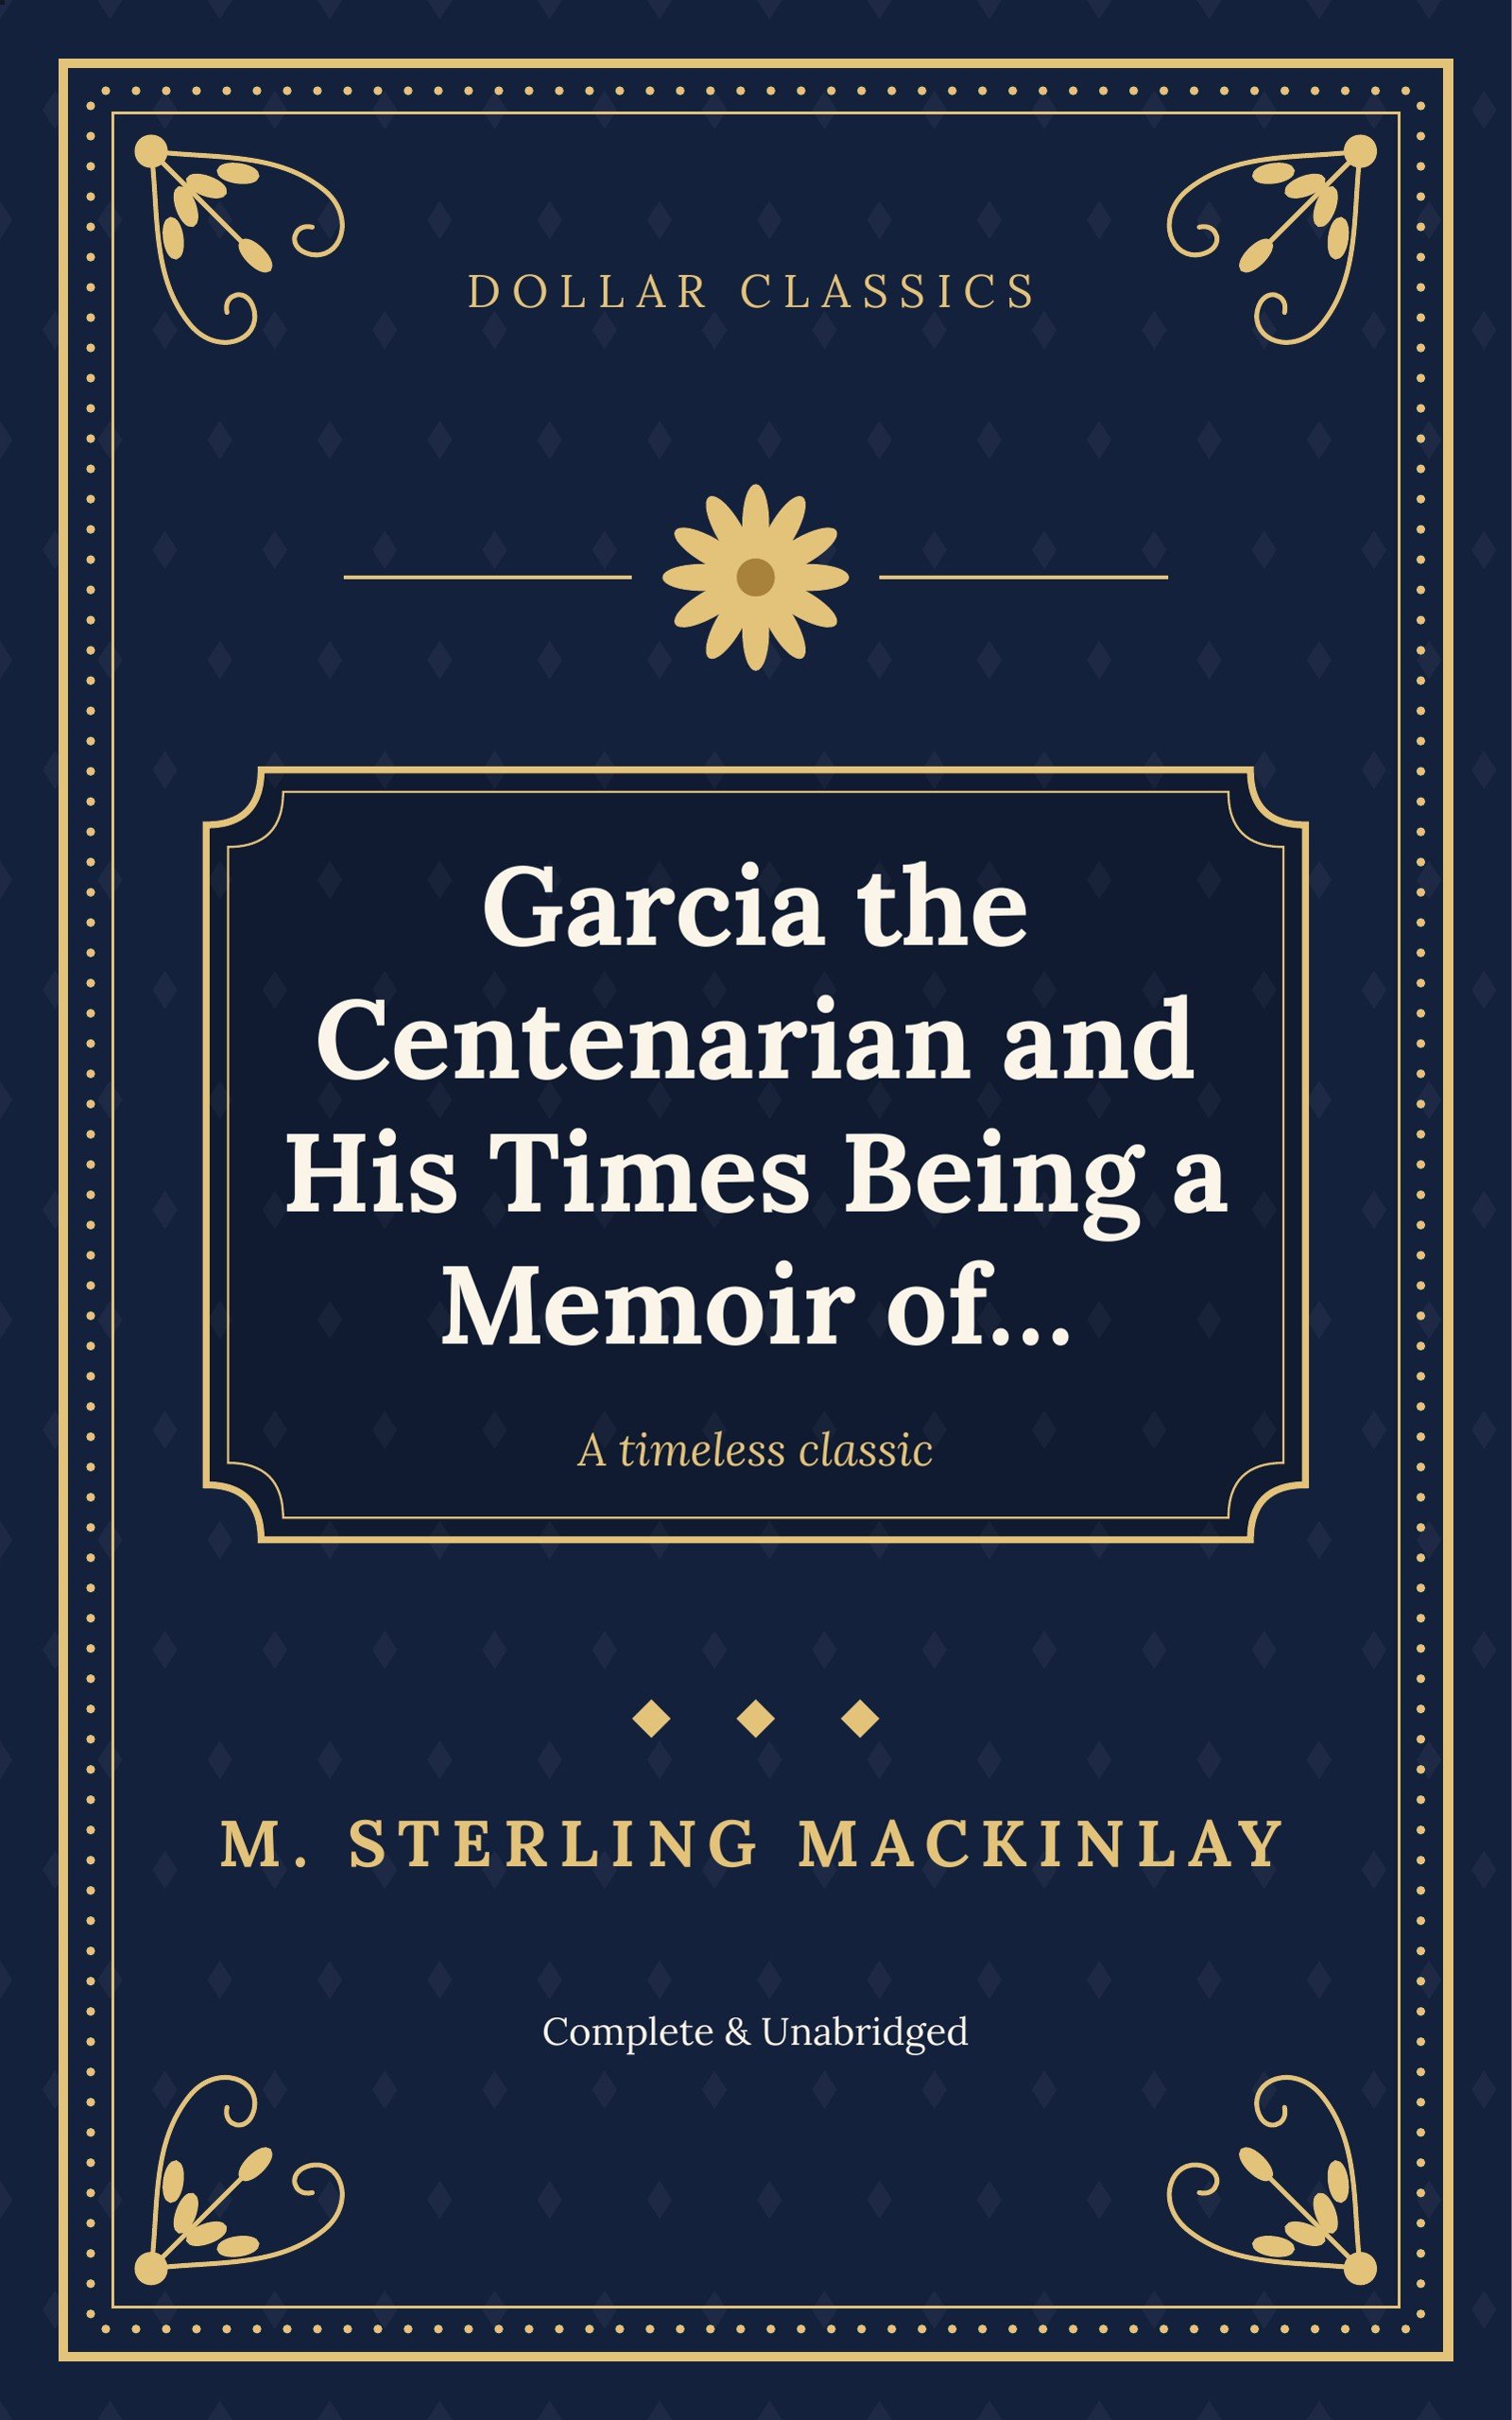 DOLLAR CLASSICS
Garcia the
Centenarian and
His Times Being a
Memoir of...
A timeless classic
M. STERLING MACKINLAY
Complete & Unabridged